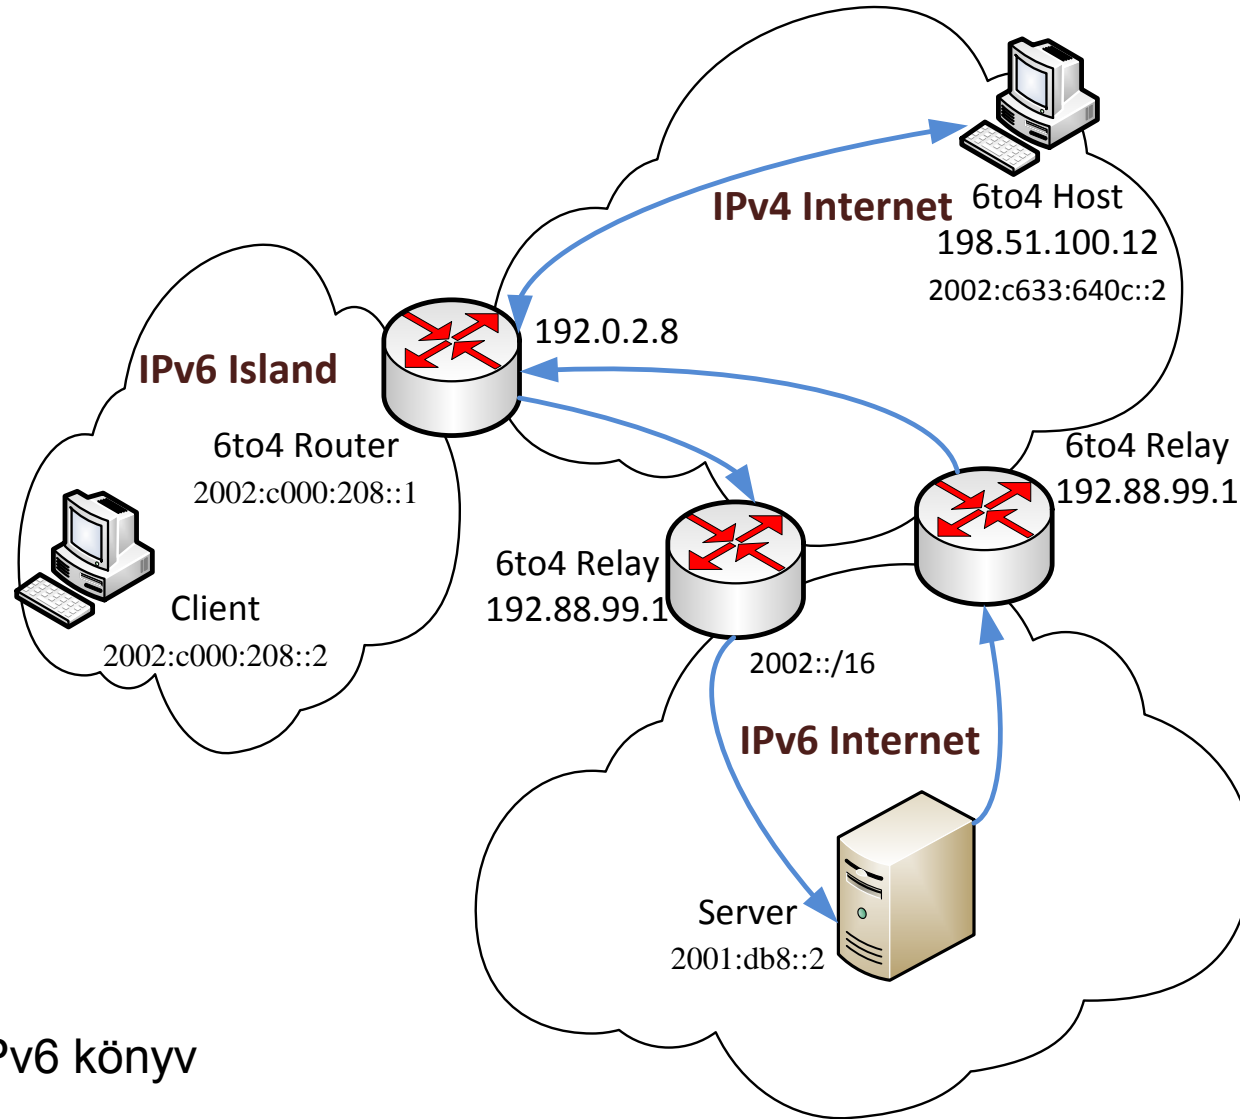 IPv4 Internet
6to4 Host
198.51.100.12
2002:c633:640c::2
192.0.2.8
IPv6 Island
6to4 Router
2002:c000:208::1
Client
2002:c000:208::2
6to4 Relay
192.88.99.1
6to4 Relay
192.88.99.1
2002::/16
IPv6 Internet
Server
2001:db8::2
Pv6 könyv